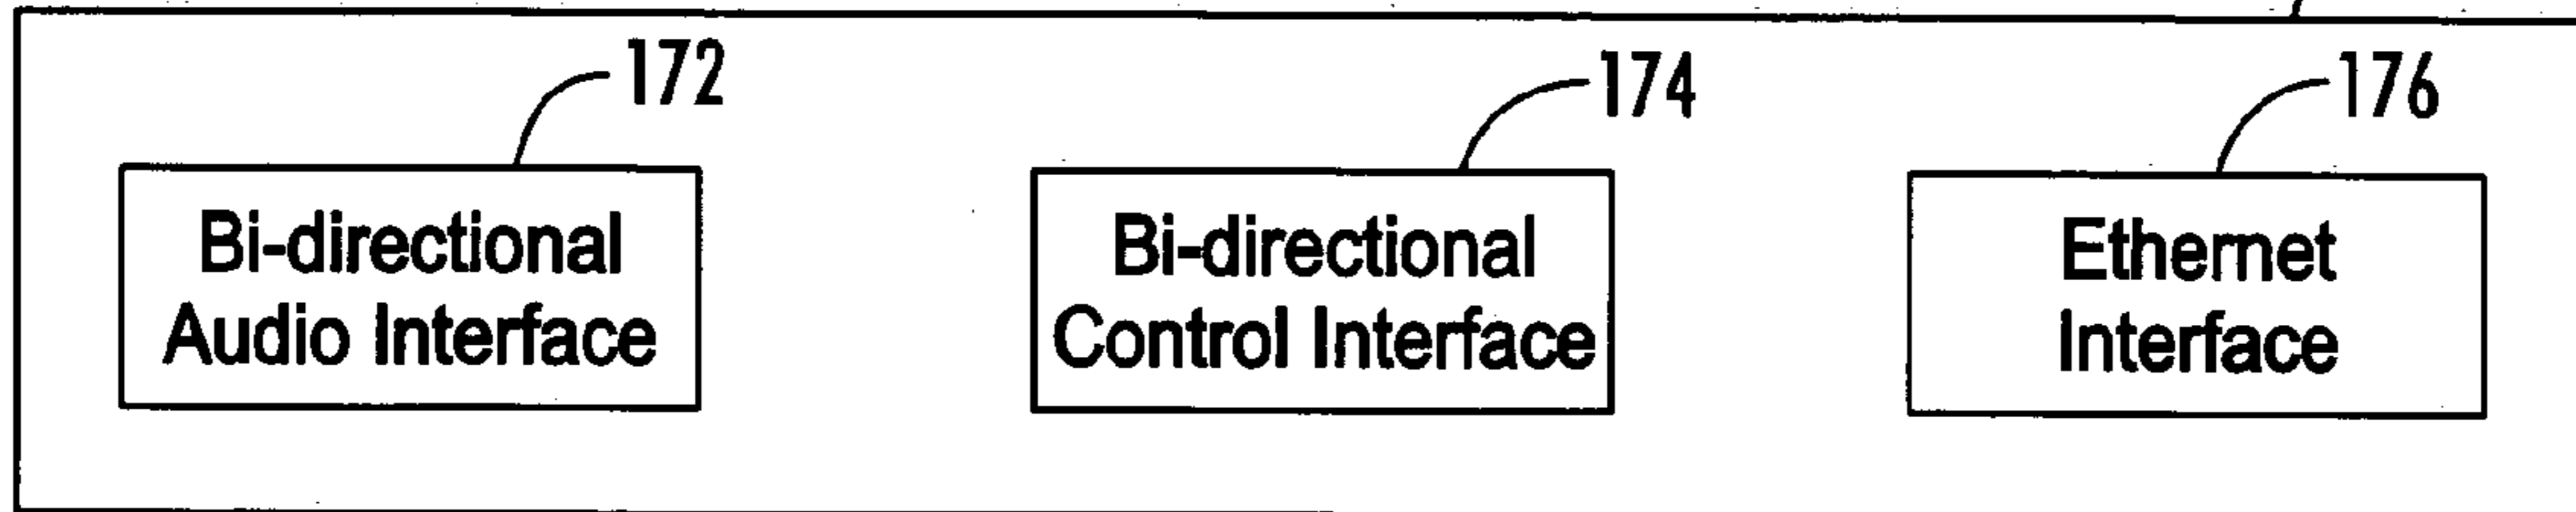 172
174
176
Bi-directional
Audio Interface
Bi-directional
Control Interface
Ethernet
Interface